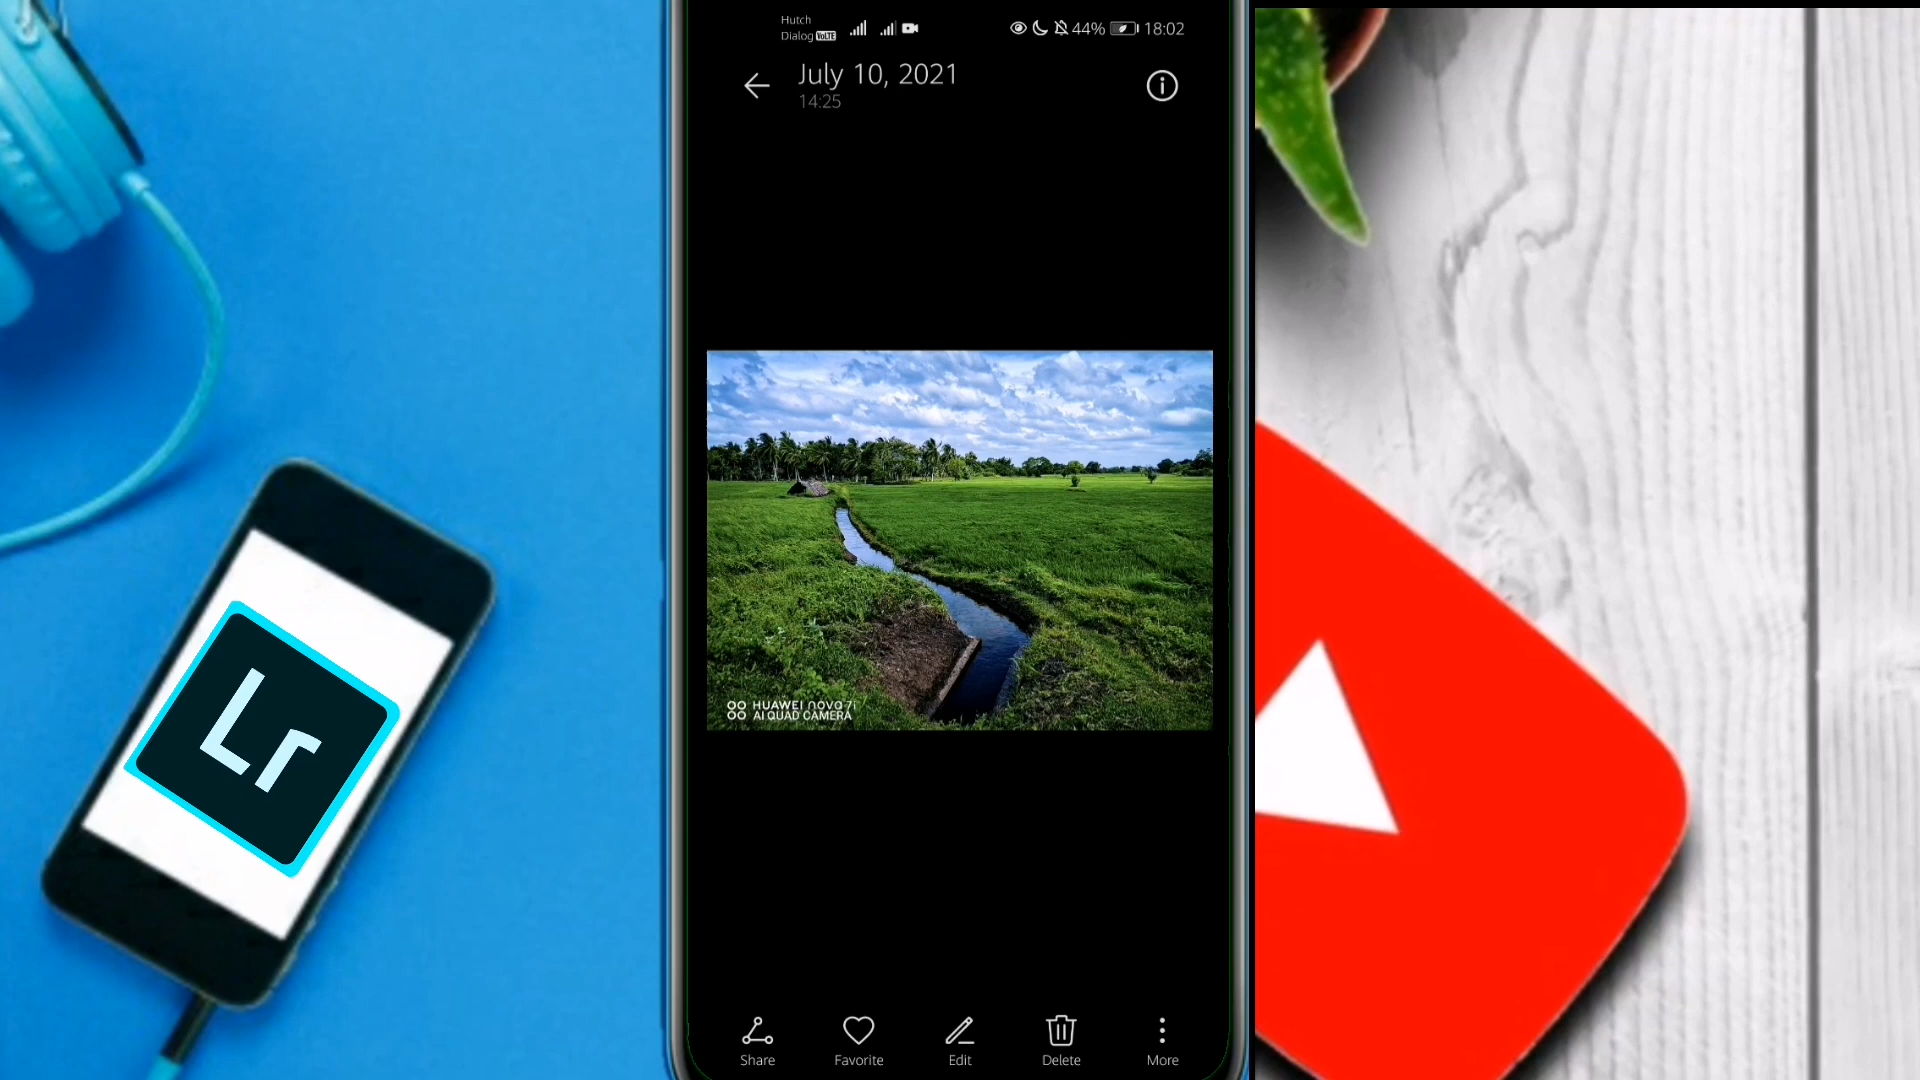 Hutch
Dialog VoLTE
44% 18:02
July 10, 2021
14:25
Lr
HUAWEI nova 7i
AI QUAD CAMERA
Share Favorite Edit Delete More